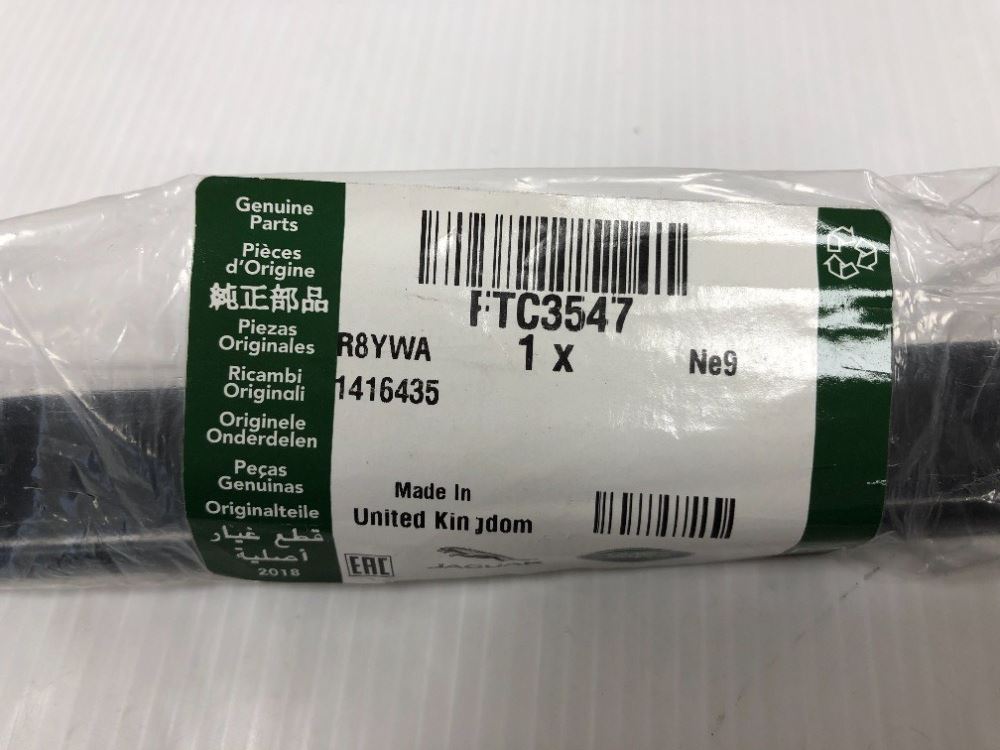 Genuine
Parts
Pièces
d'Origine
純正部品
Piezas
Originales
Ricambi
Originali
Originele
Onderdelen
Peças
Genuinas
Originalteile
قطع غيار
أصلية
2018
FTC3547
R8YWA
1 x
Ne9
1416435
Made In
United Kingdom
EAC
JAGUAR